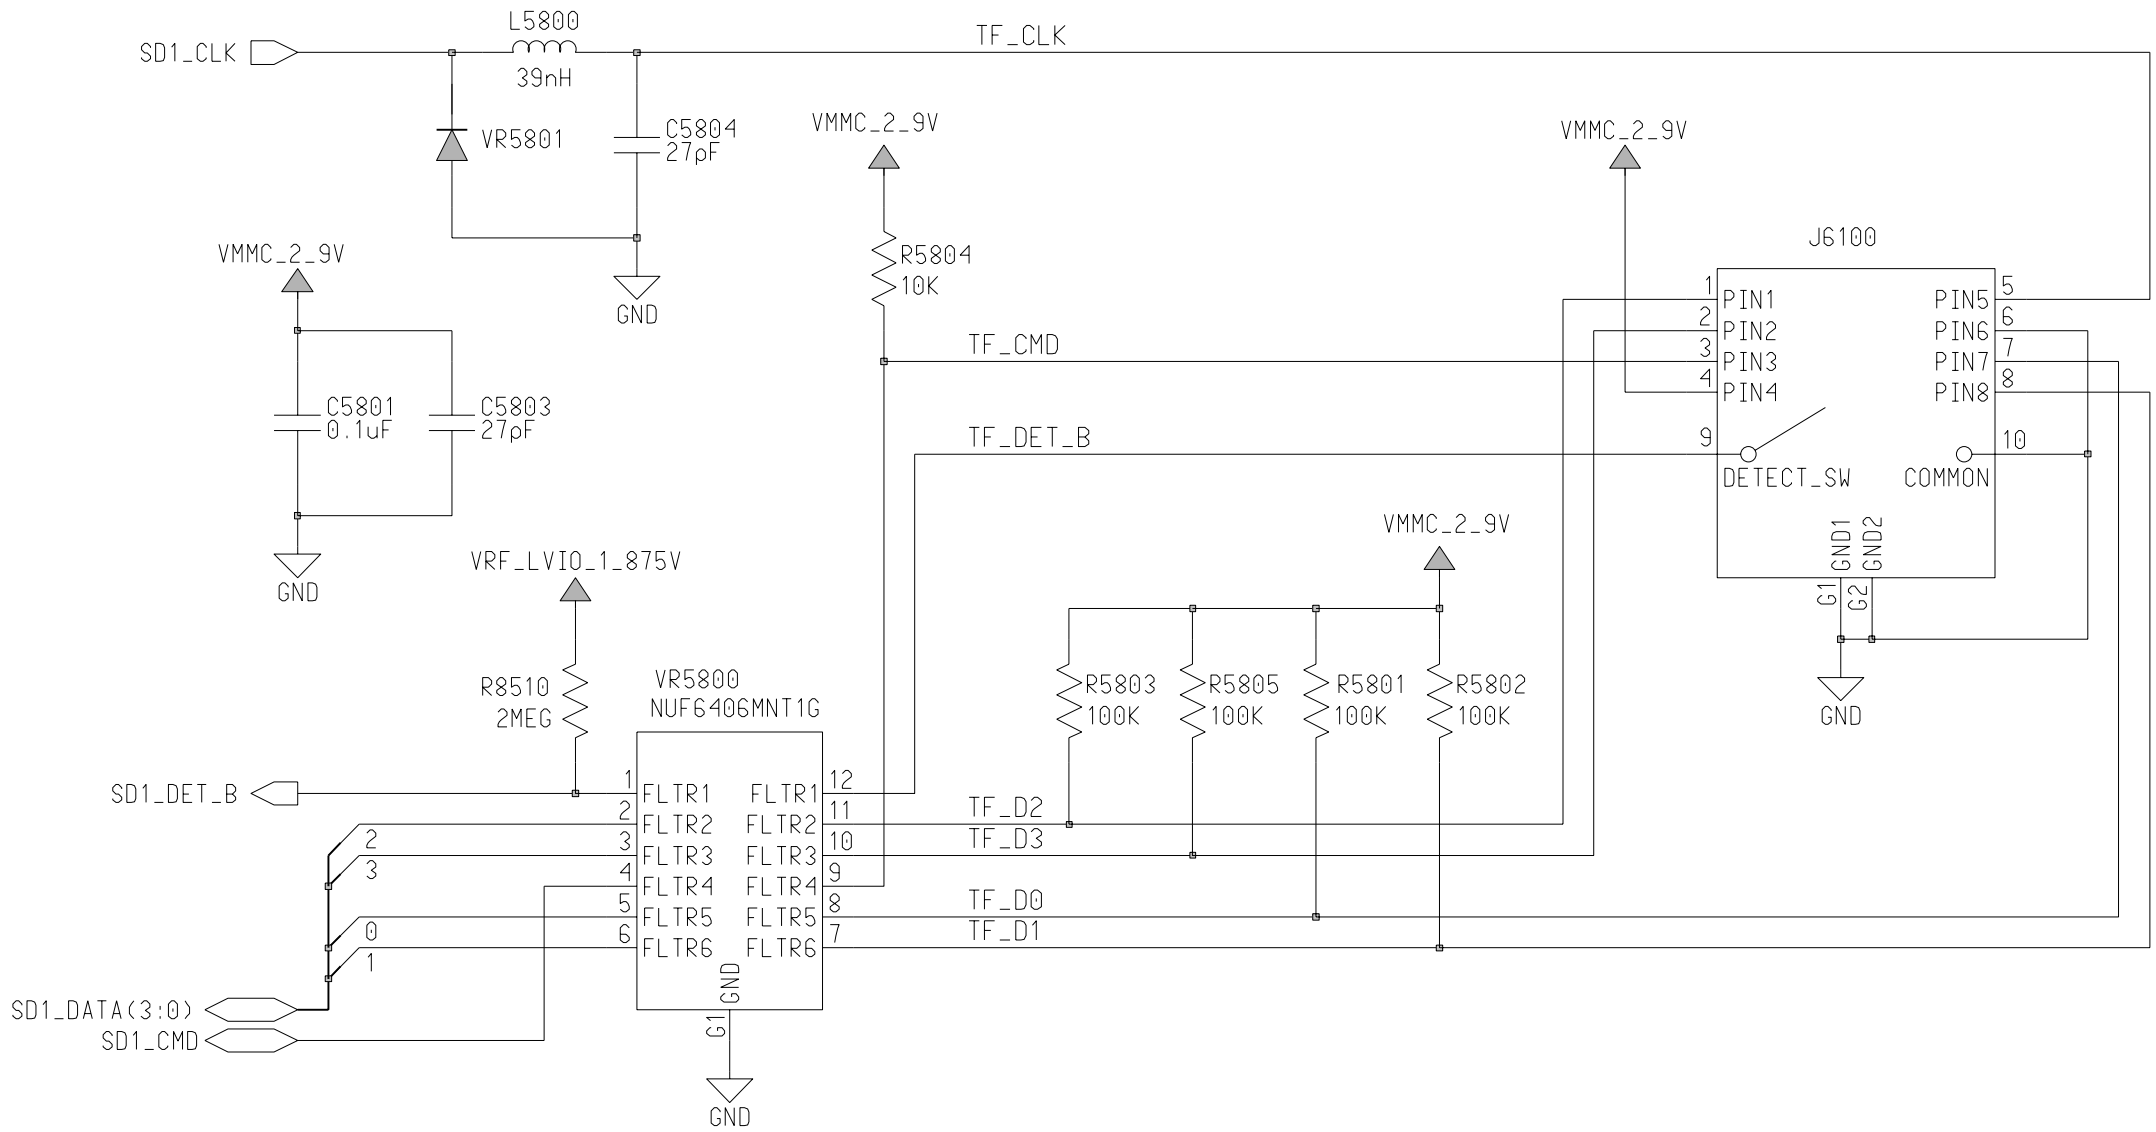 L5800
SD1_CLK
39nH
TF_CLK
VR5801
C5804
27pF
GND
VMMC_2_9V
R5804
10K
VMMC_2_9V
J6100
VMMC_2_9V
C5801
0.1uF
C5803
27pF
GND
TF_CMD
TF_DET_B
1
PIN1
2
PIN2
3
PIN3
4
PIN4
9
DETECT_SW
5
PIN5
6
PIN6
7
PIN7
8
PIN8
10
COMMON
GND1
GND2
G1
G2
GND
VMMC_2_9V
R5803
100K
R5805
100K
R5801
100K
R5802
100K
VRF_LVIO_1_875V
R8510
2MEG
VR5800
NUF6406MNT1G
SD1_DET_B
1
FLTR1
FLTR1
12
2
2
FLTR2
FLTR2
11
TF_D2
3
3
FLTR3
FLTR3
10
TF_D3
4
FLTR4
FLTR4
9
0
5
FLTR5
FLTR5
8
TF_D0
1
6
FLTR6
FLTR6
7
TF_D1
GND
G1
GND
SD1_DATA(3:0)
SD1_CMD